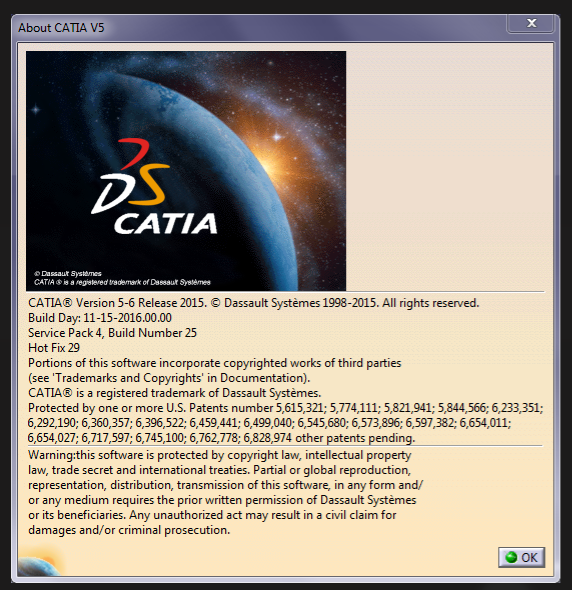 About CATIA V5
DS
CATIA
© Dassault Systèmes
CATIA ® is a registered trademark of Dassault Systèmes
CATIA® Version 5-6 Release 2015. © Dassault Systèmes 1998-2015. All rights reserved.
Build Day: 11-15-2016.00.00
Service Pack 4, Build Number 25
Hot Fix 29
Portions of this software incorporate copyrighted works of third parties
(see 'Trademarks and Copyrights' in Documentation).
CATIA® is a registered trademark of Dassault Systèmes.
Protected by one or more U.S. Patents number 5,615,321; 5,774,111; 5,821,941; 5,844,566; 6,233,351;
6,292,190; 6,360,357; 6,396,522; 6,459,441; 6,499,040; 6,545,680; 6,573,896; 6,597,382; 6,654,011;
6,654,027; 6,717,597; 6,745,100; 6,762,778; 6,828,974 other patents pending.
Warning:this software is protected by copyright law, intellectual property
law, trade secret and international treaties. Partial or global reproduction,
representation, distribution, transmission of this software, in any form and/
or any medium requires the prior written permission of Dassault Systèmes
or its beneficiaries. Any unauthorized act may result in a civil claim for
damages and/or criminal prosecution.
OK